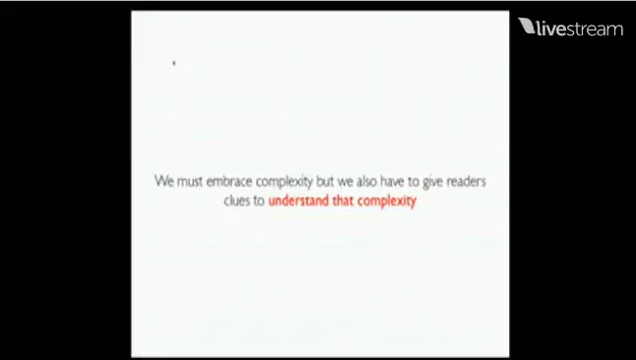 livestream
We must embrace complexity but we also have to give readers
clues to understand that complexity